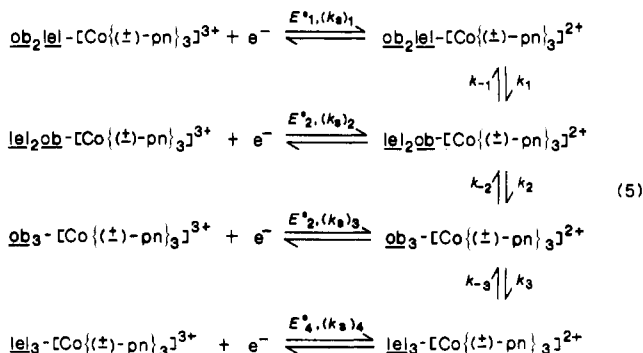 E°₁,(kₛ)₁
ob₂lel-[Co{(±)-pn}₃]³⁺ + e⁻ ⇌ ob₂lel-[Co{(±)-pn}₃]²⁺
k₋₁ ⇅ k₁
E°₂,(kₛ)₂
lel₂ob-[Co{(±)-pn}₃]³⁺ + e⁻ ⇌ lel₂ob-[Co{(±)-pn}₃]²⁺
k₋₂ ⇅ k₂ (5)
E°₂,(kₛ)₃
ob₃-[Co{(±)-pn}₃]³⁺ + e⁻ ⇌ ob₃-[Co{(±)-pn}₃]²⁺
k₋₃ ⇅ k₃
E°₄,(kₛ)₄
lel₃-[Co{(±)-pn}₃]³⁺ + e⁻ ⇌ lel₃-[Co{(±)-pn}₃]²⁺